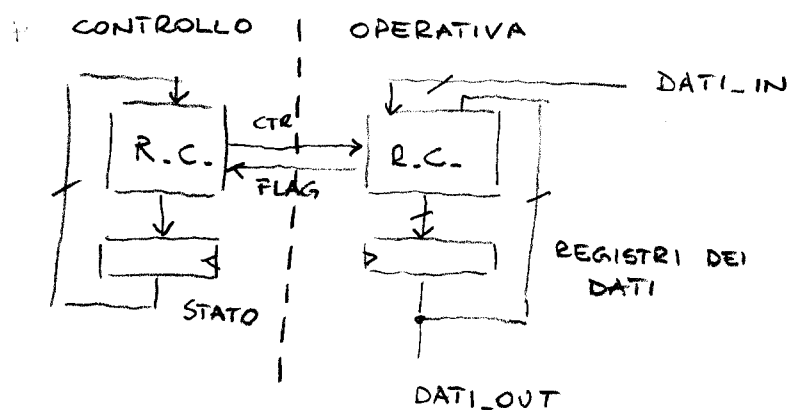 CONTROLLO
OPERATIVA
DATI_IN
CTR
R.C.
R.C.
FLAG
STATO
REGISTRI DEI
DATI
DATI_OUT